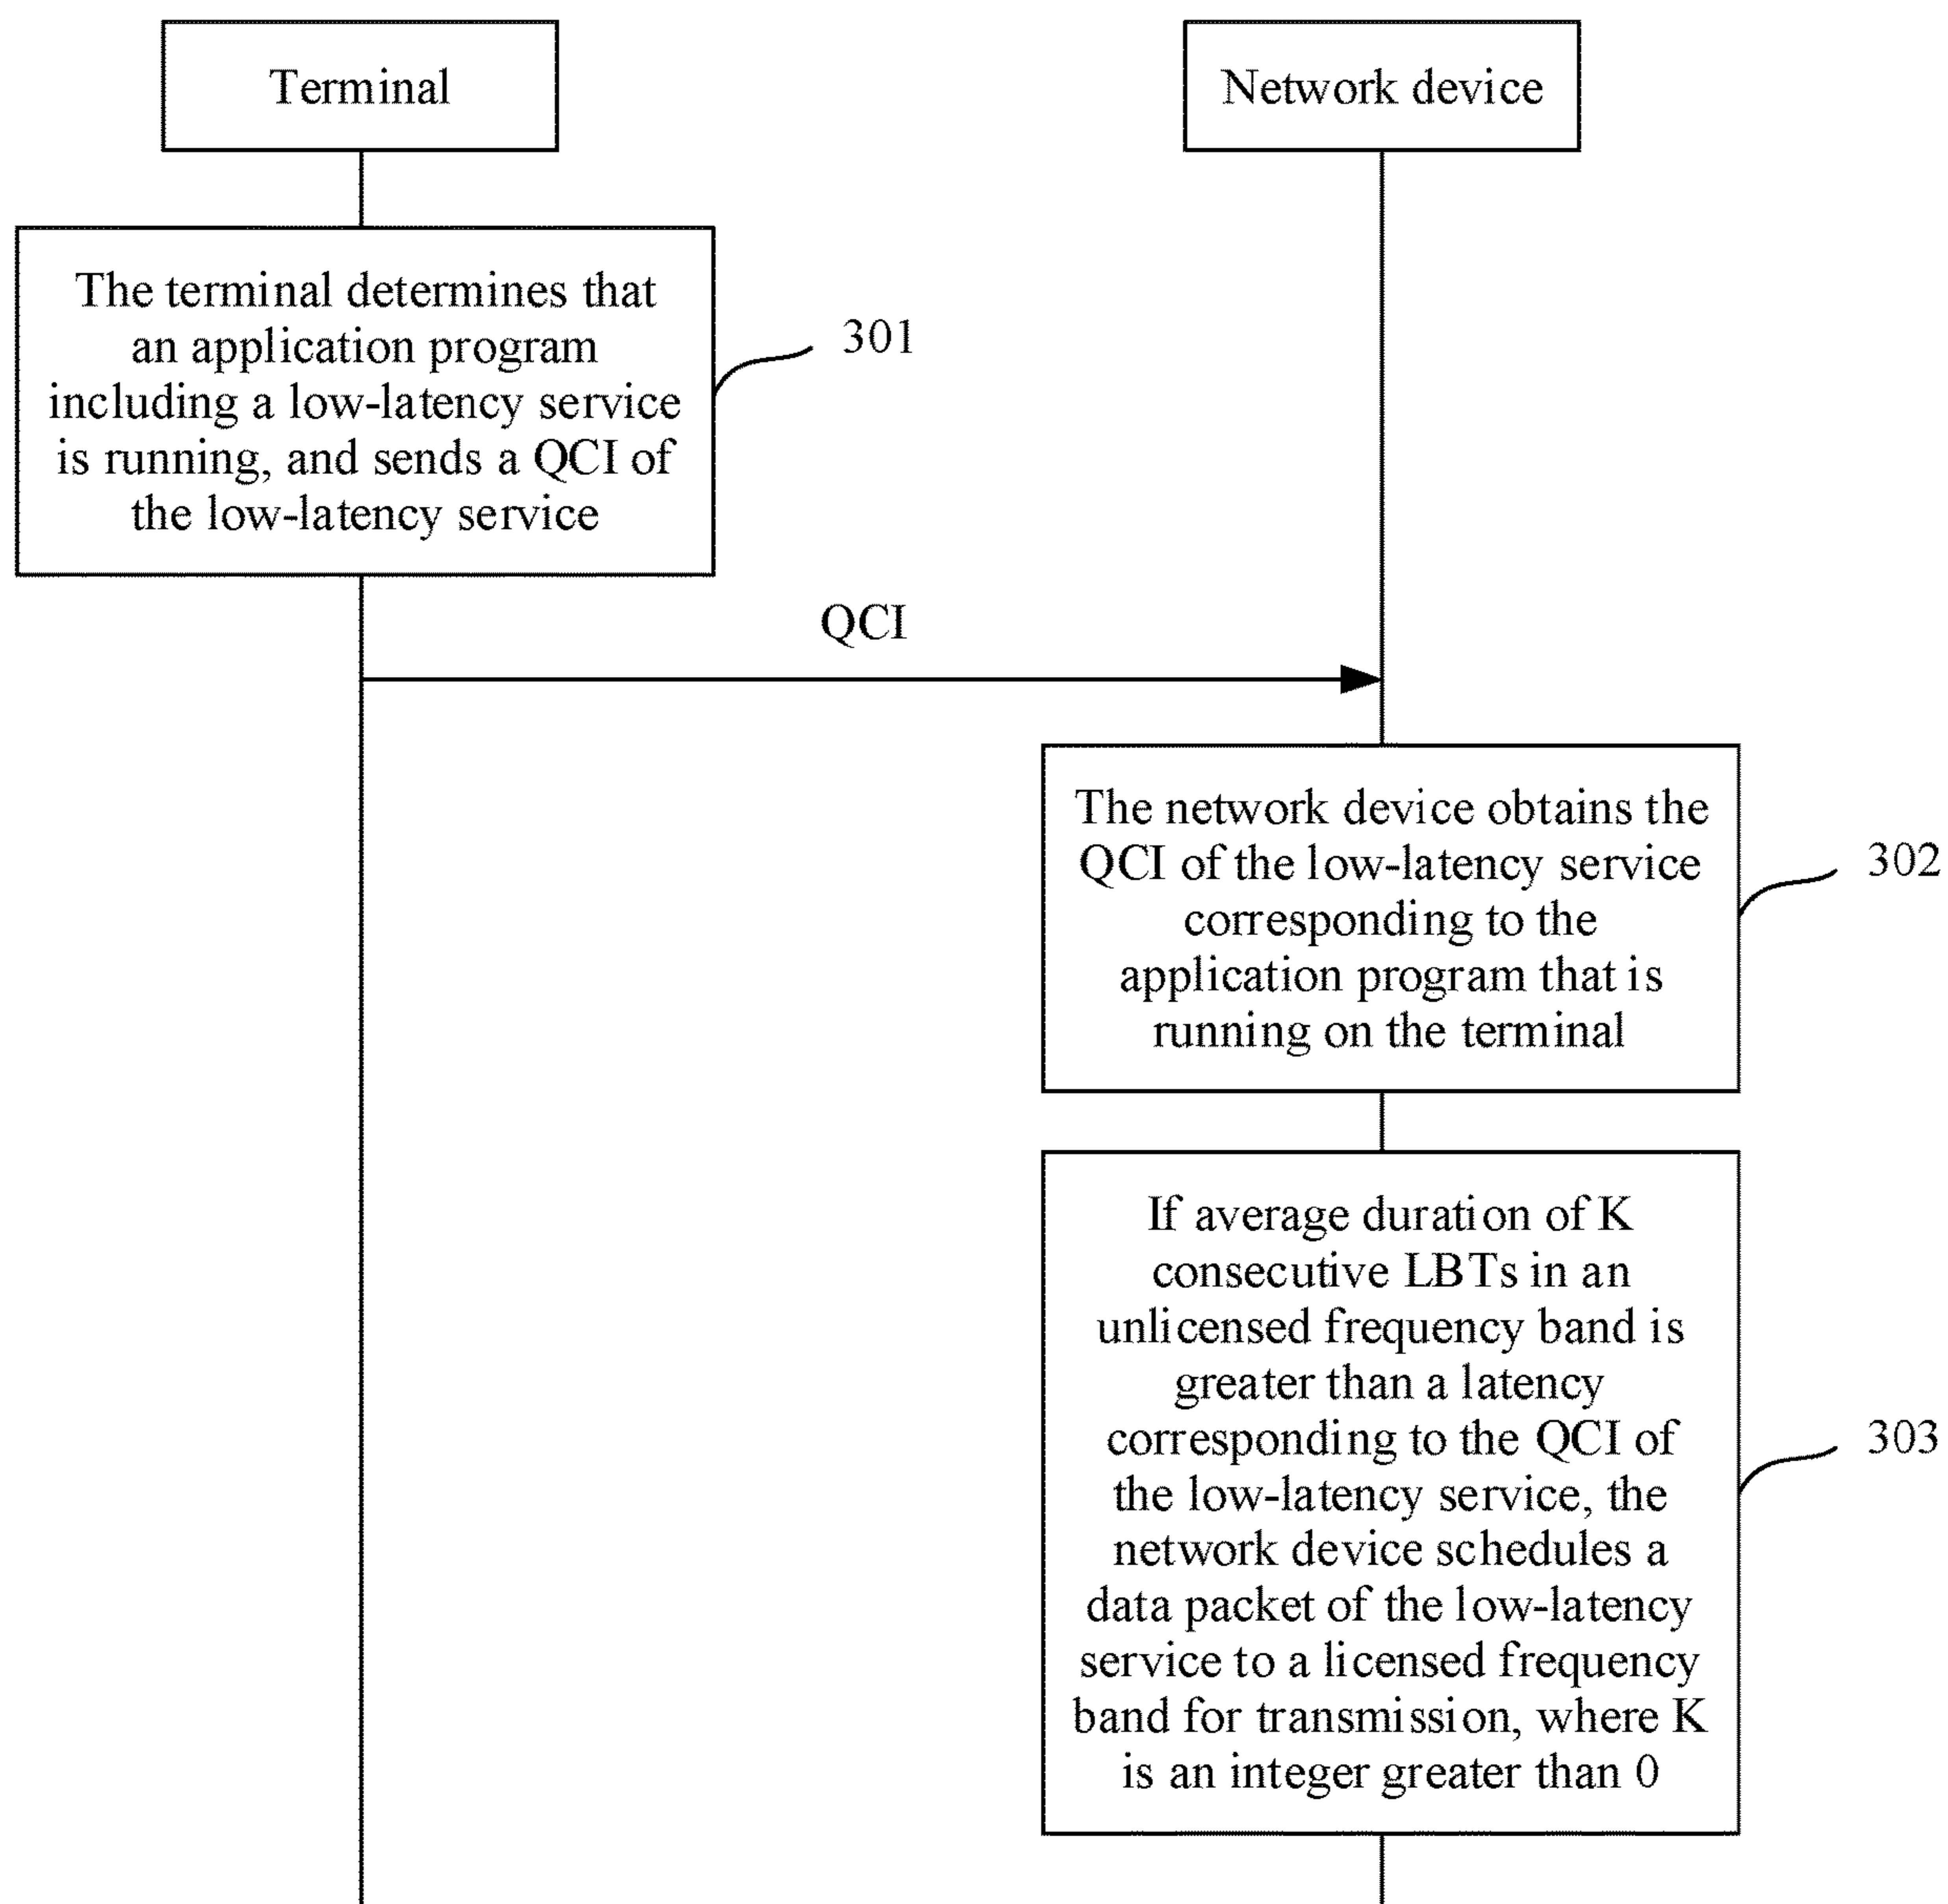 Terminal
Network device
The terminal determines that
an application program
including a low-latency service
is running, and sends a QCI of
the low-latency service
301
QCI
The network device obtains the
QCI of the low-latency service
corresponding to the
application program that is
running on the terminal
302
If average duration of K
consecutive LBTs in an
unlicensed frequency band is
greater than a latency
corresponding to the QCI of
the low-latency service, the
network device schedules a
data packet of the low-latency
service to a licensed frequency
band for transmission, where K
is an integer greater than 0
303